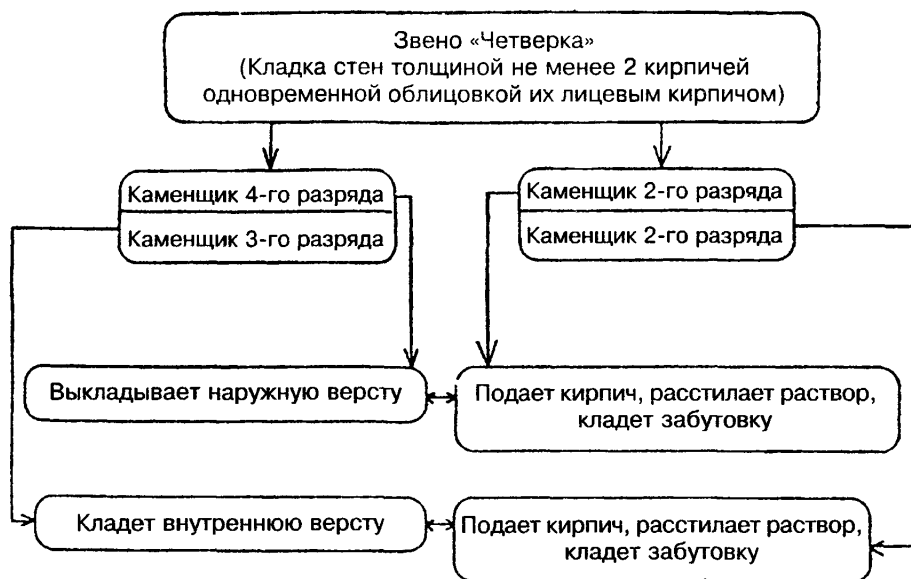 Звено «Четверка»
(Кладка стен толщиной не менее 2 кирпичей
одновременной облицовкой их лицевым кирпичом)
Каменщик 4-го разряда
Каменщик 3-го разряда
Каменщик 2-го разряда
Каменщик 2-го разряда
Выкладывает наружную версту
Подает кирпич, расстилает раствор,
кладет забутовку
Кладет внутреннюю версту
Подает кирпич, расстилает раствор,
кладет забутовку